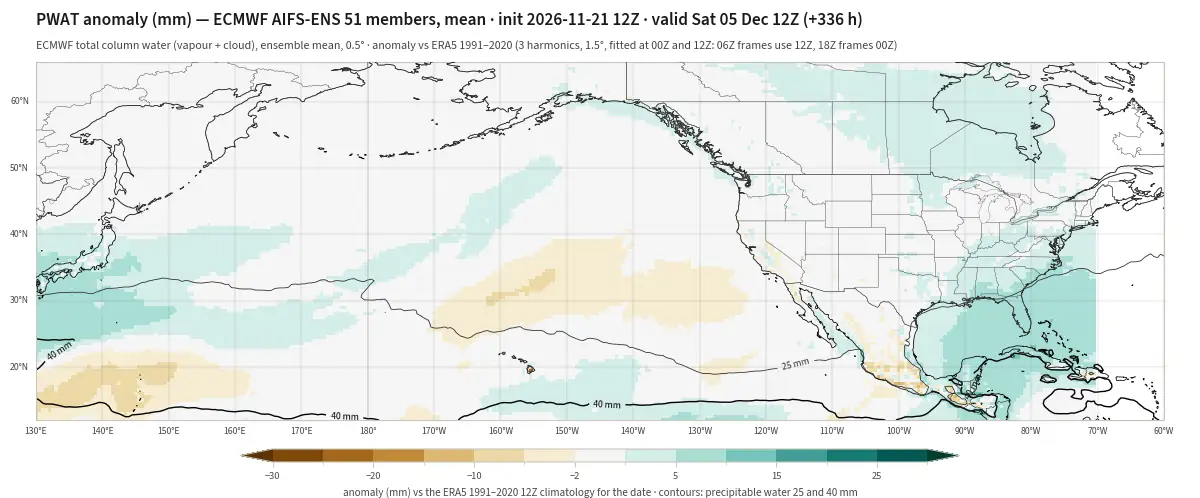 PWAT anomaly (mm) — ECMWF AIFS-ENS 51 members, mean · init 2026-11-21 12Z · valid Sat 05 Dec 12Z (+336 h)
ECMWF total column water (vapour + cloud), ensemble mean, 0.5° · anomaly vs ERA5 1991–2020 (3 harmonics, 1.5°, fitted at 00Z and 12Z: 06Z frames use 12Z, 18Z frames 00Z)
60°N
50°N
40°N
30°N
20°N
40 mm
25 mm
40 mm
40 mm
130°E 140°E 150°E 160°E 170°E 180° 170°W 160°W 150°W 140°W 130°W 120°W 110°W 100°W 90°W 80°W 70°W 60°W
−30 −20 −10 −2 5 15 25
anomaly (mm) vs the ERA5 1991–2020 12Z climatology for the date · contours: precipitable water 25 and 40 mm